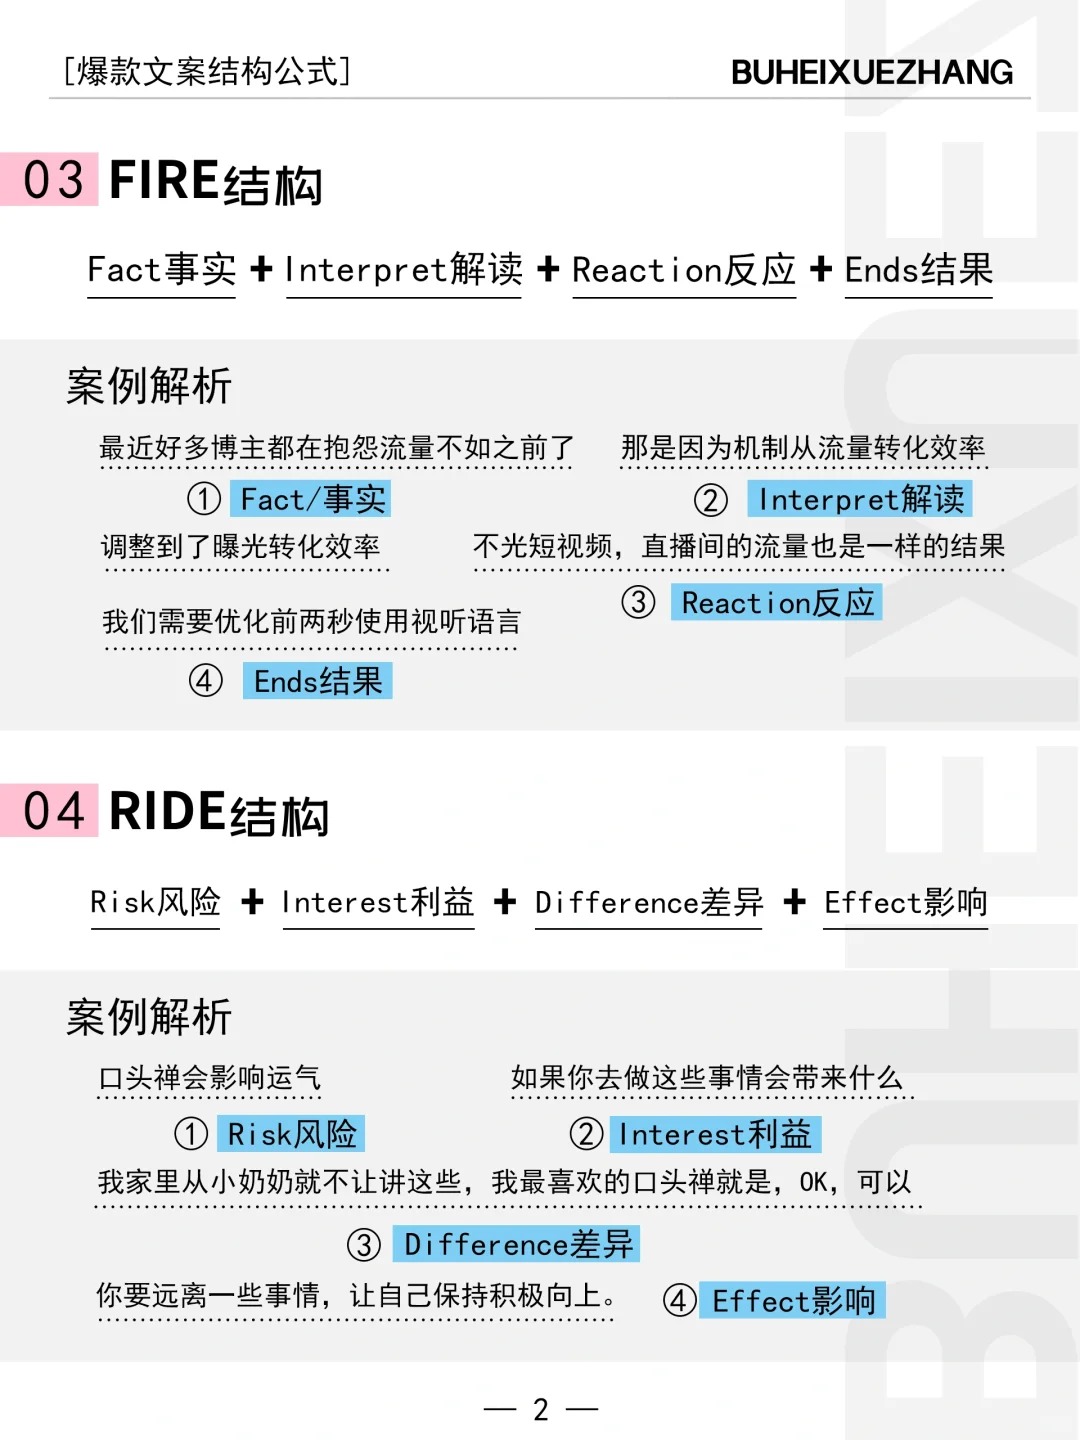 [爆款文案结构公式]
BUHEIXUEZHANG
03 FIRE结构
Fact事实 + Interpret解读 + Reaction反应 + Ends结果
案例解析
最近好多博主都在抱怨流量不如之前了 那是因为机制从流量转化效率
① Fact/事实 ② Interpret解读
调整到了曝光转化效率 不光短视频，直播间的流量也是一样的结果
③ Reaction反应
我们需要优化前两秒使用视听语言
④ Ends结果
04 RIDE结构
Risk风险 + Interest利益 + Difference差异 + Effect影响
案例解析
口头禅会影响运气 如果你去做这些事情会带来什么
① Risk风险 ② Interest利益
我家里从小奶奶就不让讲这些，我最喜欢的口头禅就是，OK，可以
③ Difference差异
你要远离一些事情，让自己保持积极向上。 ④ Effect影响
— 2 —
BUHEIXUEZHANG